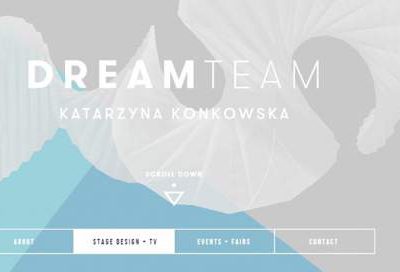 DREAMTEAM
KATARZYNA KONKOWSKA
SCROLL DOWN
ABOUT
STAGE DESIGN + TV
EVENTS + FAIRS
CONTACT